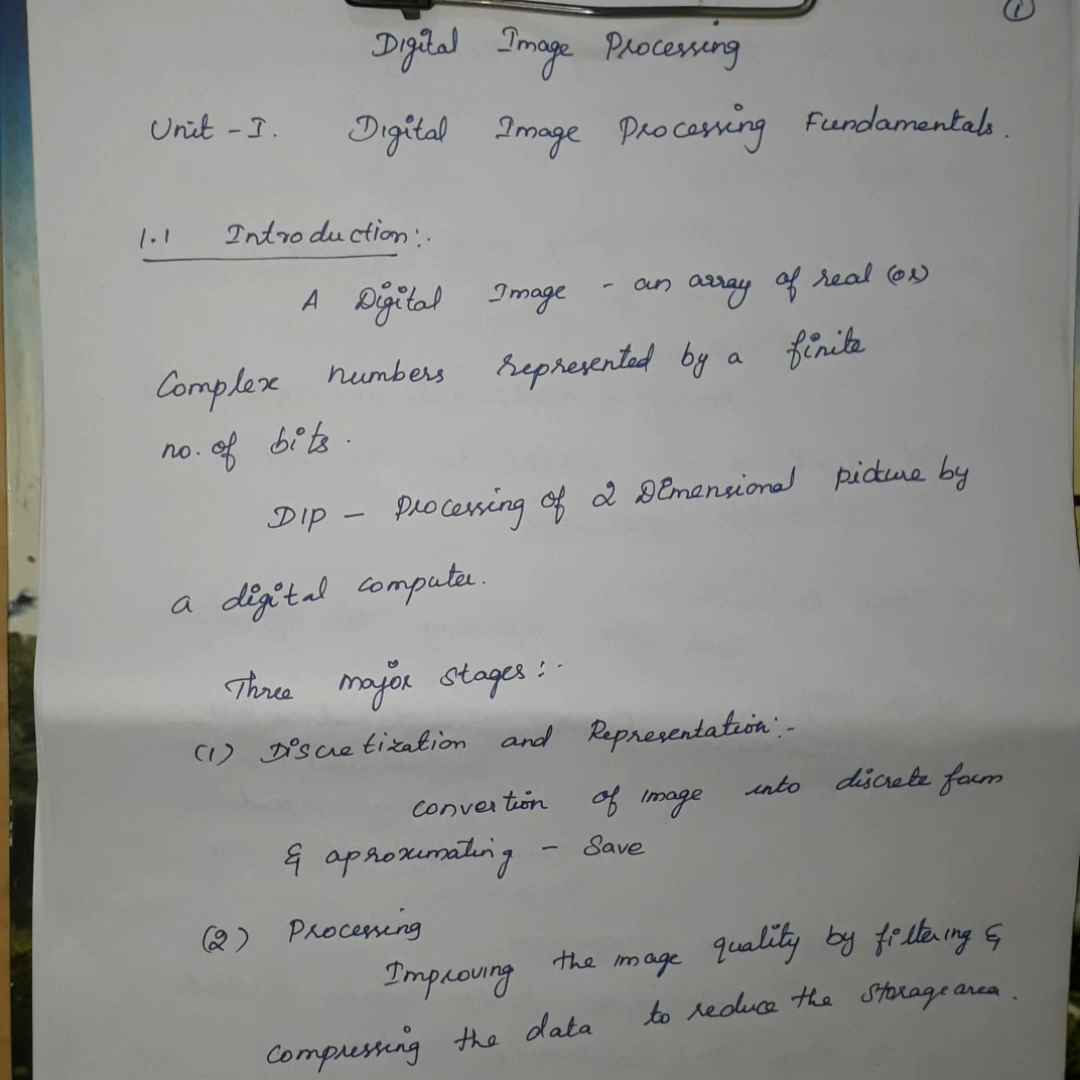 1
Digital Image Processing
Unit - I. Digital Image Processing Fundamentals.
1.1 Introduction:.
A Digital Image - an array of real (or)
Complex numbers represented by a finite
no. of bits.
DIP - Processing of 2 Dimensional picture by
a digital computer.
Three major stages:-
(1) Discretization and Representation:-
convertion of image into discrete form
& aproximating - Save
(2) Processing
Improving the image quality by filtering &
compressing the data to reduce the storage area.